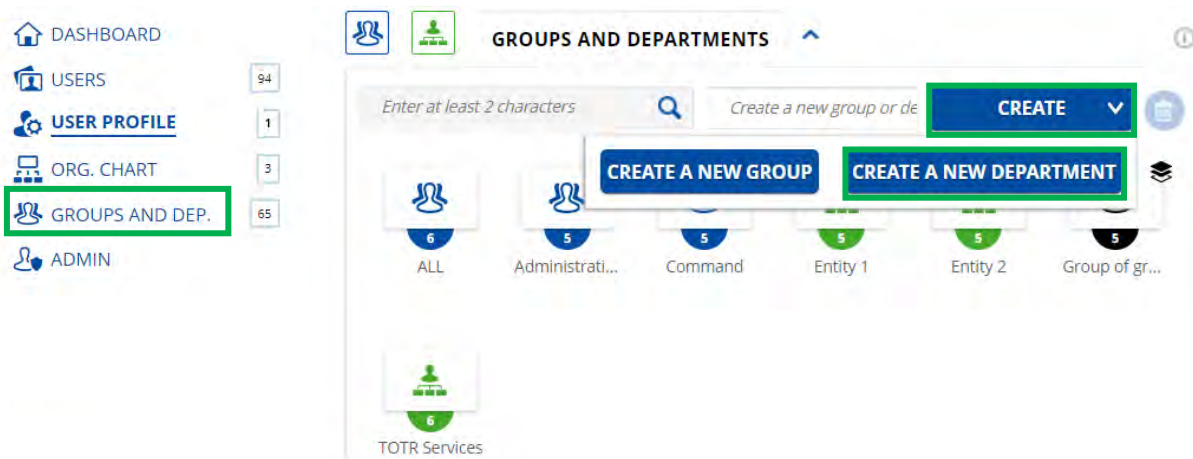 DASHBOARD
USERS
94
USER PROFILE
1
ORG. CHART
3
GROUPS AND DEP.
65
ADMIN
GROUPS AND DEPARTMENTS
Enter at least 2 characters
Create a new group or de
CREATE
CREATE A NEW GROUP
CREATE A NEW DEPARTMENT
6
5
5
5
5
5
ALL
Administrati...
Command
Entity 1
Entity 2
Group of gr...
6
TOTR Services